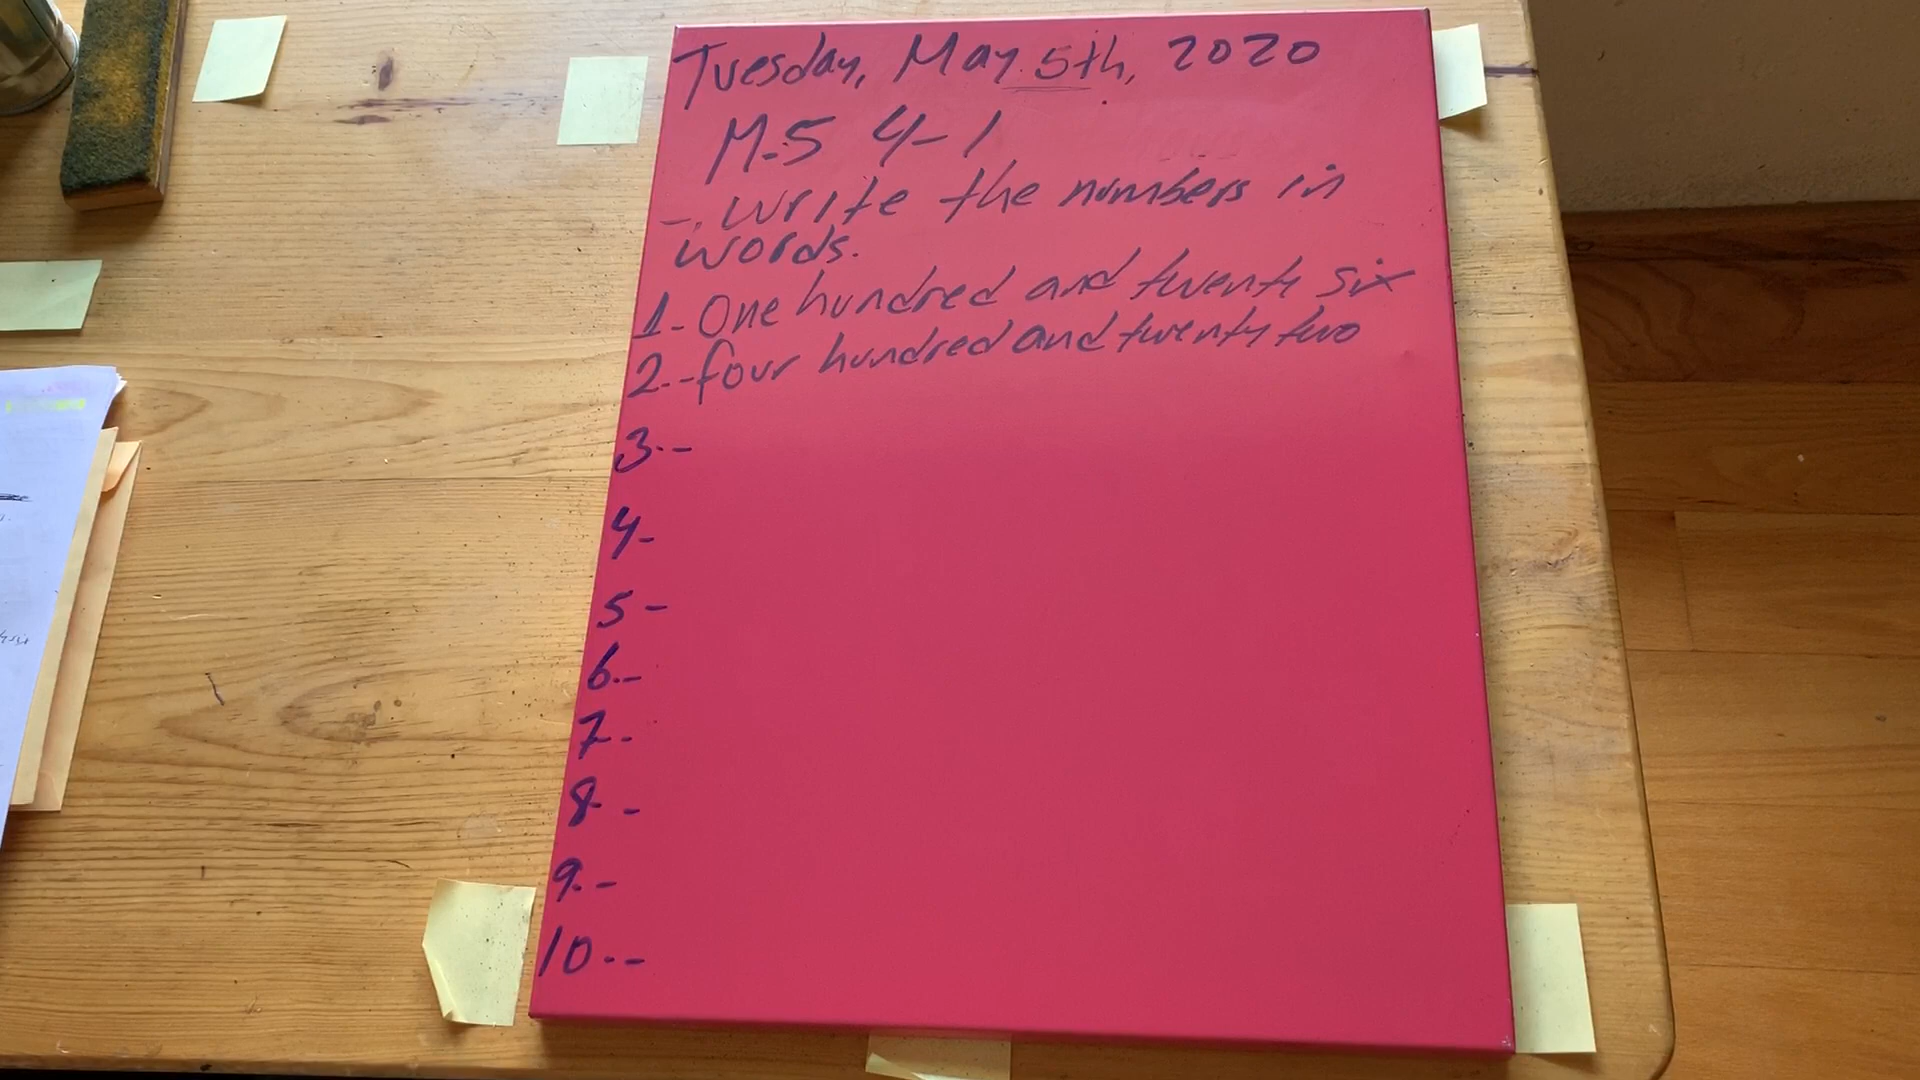 Tuesday, May 5th, 2020
M-5 4-1
-. Write the numbers in
words.
1- One hundred and twenty six
2.- four hundred and twenty two
3.-
4-
5-
6.-
7-
8-
9.-
10.-